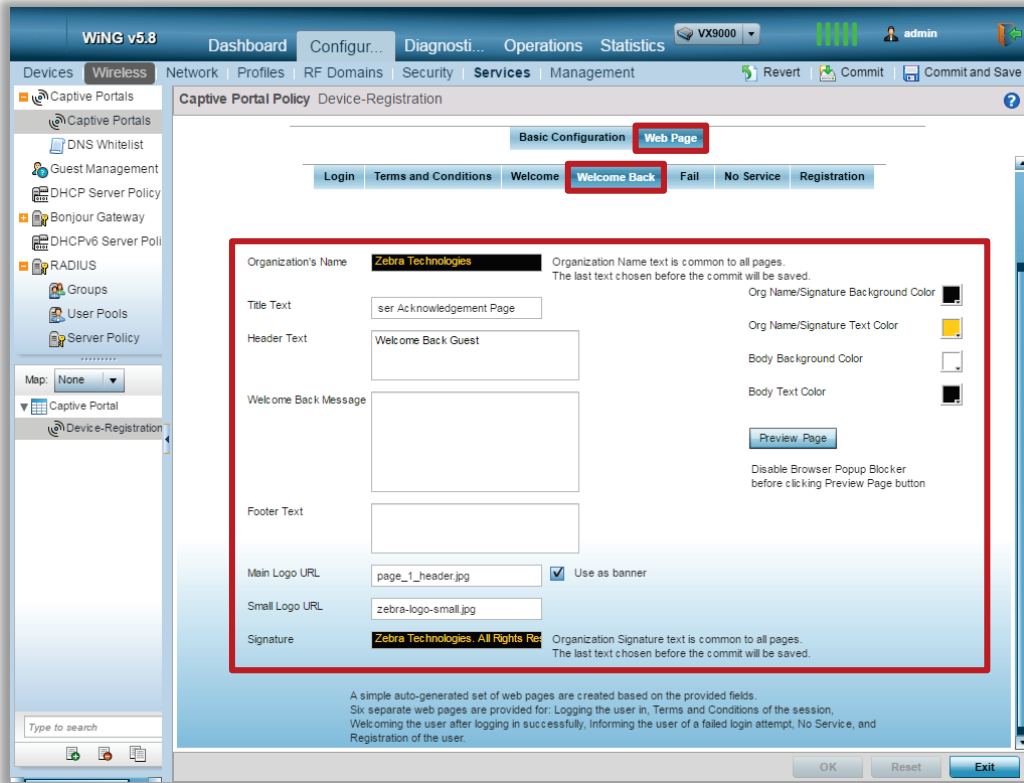 WiNG v5.8
Dashboard Configur... Diagnosti... Operations Statistics
VX9000
admin
Devices Wireless Network Profiles RF Domains Security Services Management
Revert Commit Commit and Save
Captive Portals
Captive Portals
DNS Whitelist
Guest Management
DHCP Server Policy
Bonjour Gateway
DHCPv6 Server Poli
RADIUS
Groups
User Pools
Server Policy
Map: None
Captive Portal
Device-Registration
Type to search
Captive Portal Policy Device-Registration
?
Basic Configuration Web Page
Login Terms and Conditions Welcome Welcome Back Fail No Service Registration
Organization's Name Zebra Technologies Organization Name text is common to all pages.
The last text chosen before the commit will be saved.
Title Text ser Acknowledgement Page
Header Text Welcome Back Guest
Welcome Back Message
Footer Text
Main Logo URL page_1_header.jpg Use as banner
Small Logo URL zebra-logo-small.jpg
Signature Zebra Technologies. All Rights Res Organization Signature text is common to all pages.
The last text chosen before the commit will be saved.
Org Name/Signature Background Color
Org Name/Signature Text Color
Body Background Color
Body Text Color
Preview Page
Disable Browser Popup Blocker
before clicking Preview Page button
A simple auto-generated set of web pages are created based on the provided fields.
Six separate web pages are provided for: Logging the user in, Terms and Conditions of the session,
Welcoming the user after logging in successfully, Informing the user of a failed login attempt, No Service, and
Registration of the user.
OK Reset Exit